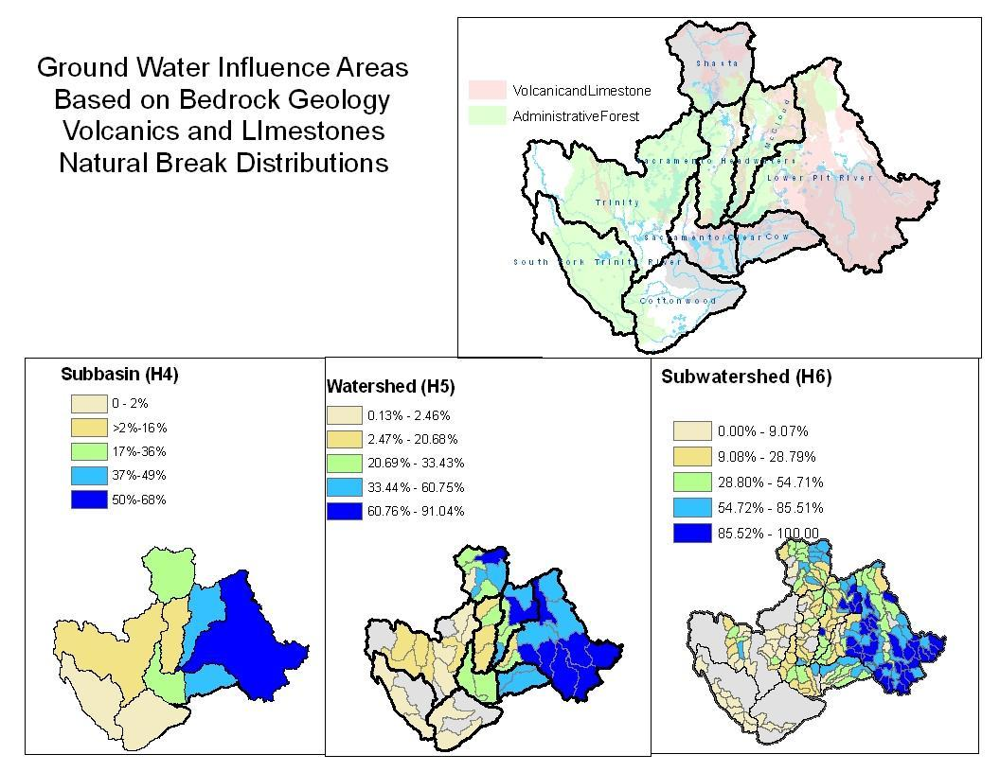 Ground Water Influence Areas
Based on Bedrock Geology
Volcanics and LImestones
Natural Break Distributions
VolcanicandLimestone
AdministrativeForest
Shasta
McCloud
Sacramento Headwaters
Lower Pit River
Trinity
Sacramento/Clear Cow
South Fork Trinity River
Cottonwood
Subbasin (H4)
0 - 2%
>2%-16%
17%-36%
37%-49%
50%-68%
Watershed (H5)
0.13% - 2.46%
2.47% - 20.68%
20.69% - 33.43%
33.44% - 60.75%
60.76% - 91.04%
Subwatershed (H6)
0.00% - 9.07%
9.08% - 28.79%
28.80% - 54.71%
54.72% - 85.51%
85.52% - 100.00